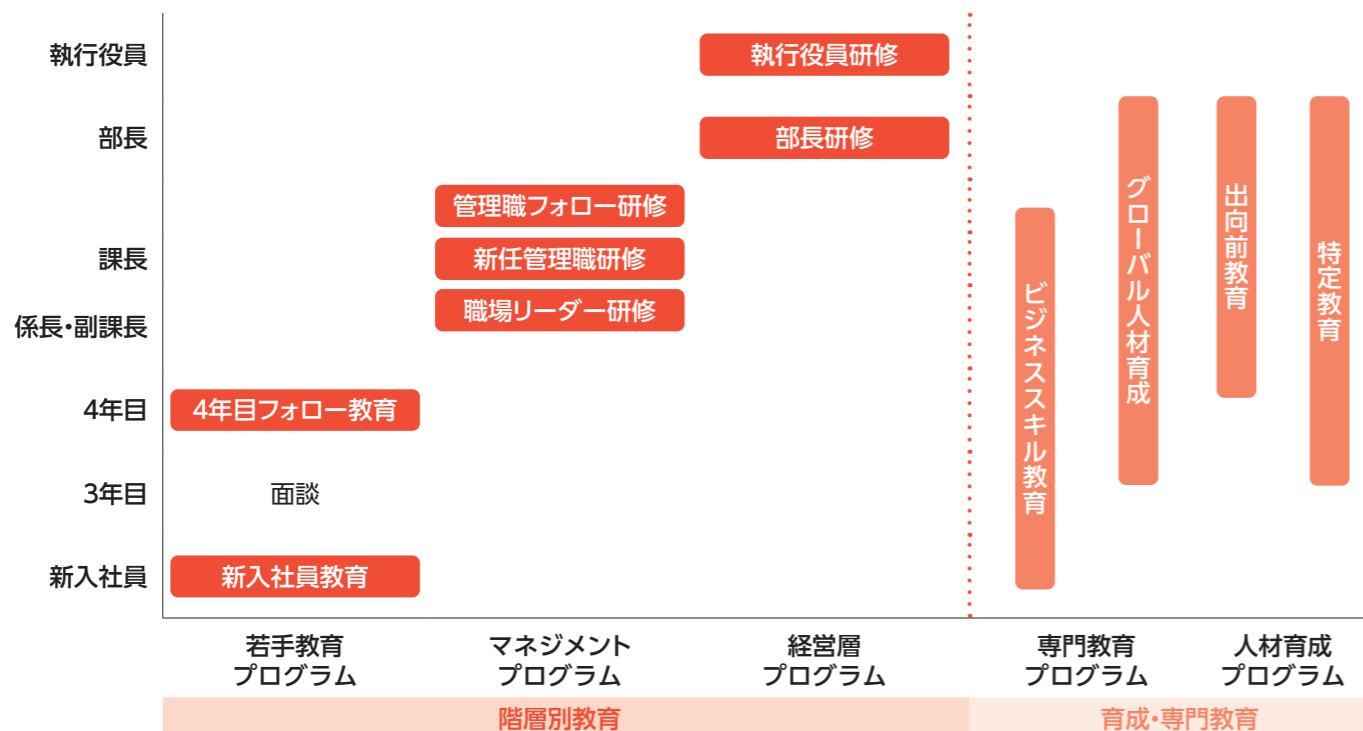 執行役員
執行役員研修
部長
部長研修
管理職フォロー研修
課長
新任管理職研修
係長・副課長
職場リーダー研修
4年目
4年目フォロー教育
3年目
面談
新入社員
新入社員教育
ビジネススキル教育
グローバル人材育成
出向前教育
特定教育
若手教育
プログラム
マネジメント
プログラム
経営層
プログラム
専門教育
プログラム
人材育成
プログラム
階層別教育
育成・専門教育